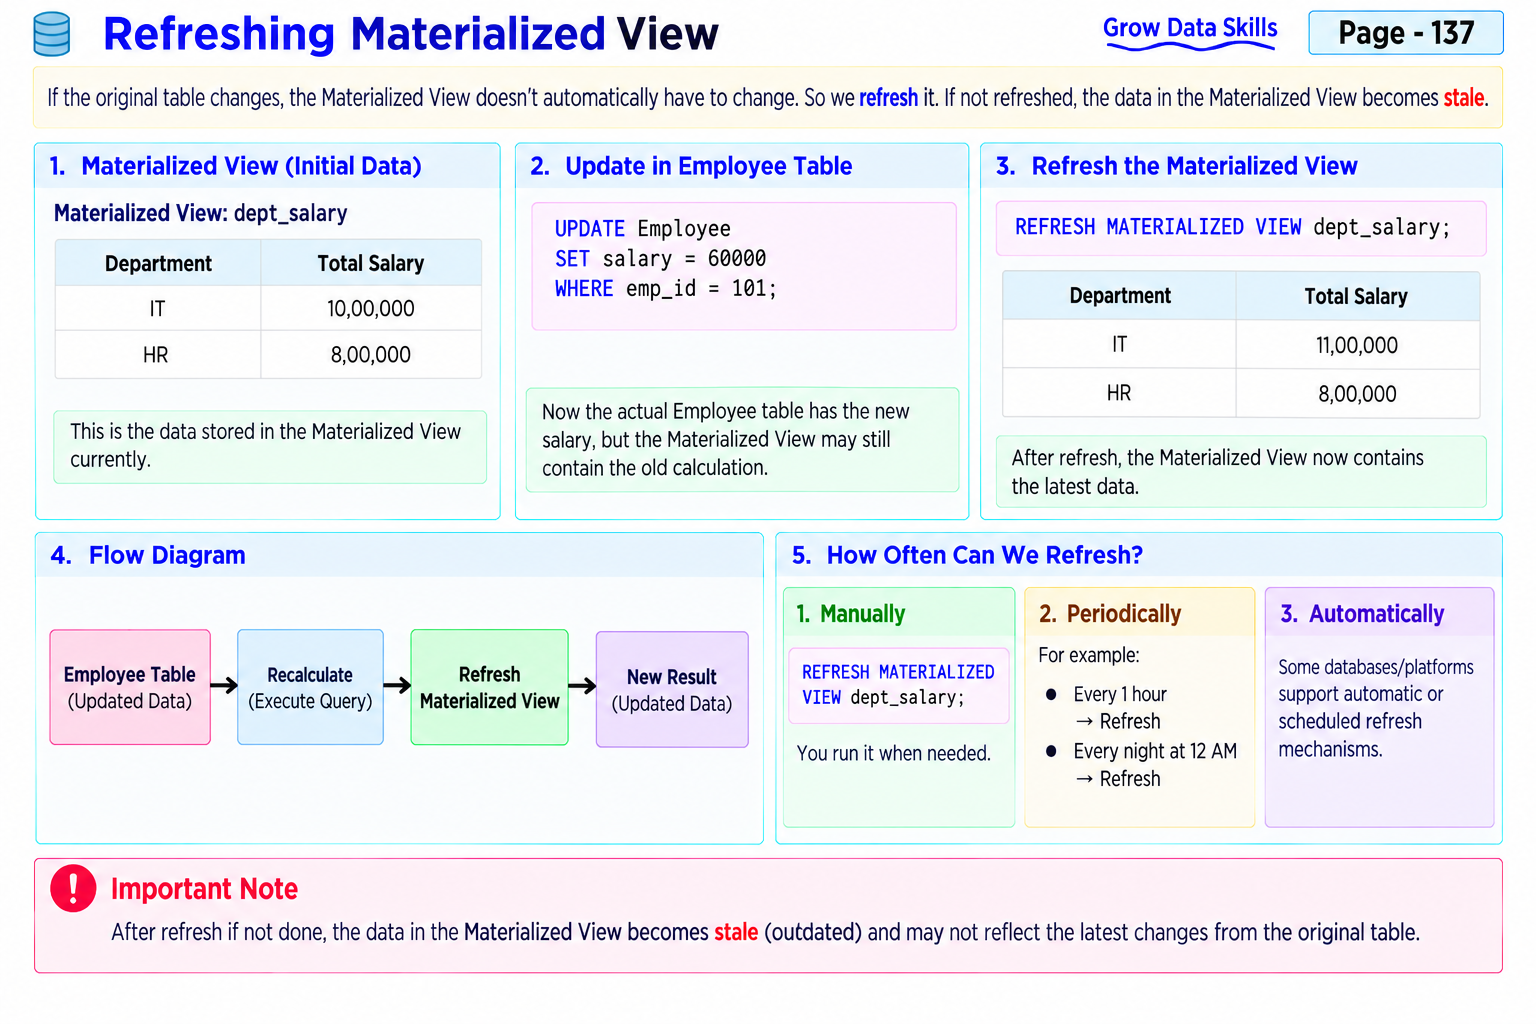 Refreshing Materialized View
Grow Data Skills
Page - 137
If the original table changes, the Materialized View doesn't automatically have to change. So we refresh it. If not refreshed, the data in the Materialized View becomes stale.
1. Materialized View (Initial Data)
Materialized View: dept_salary
Department Total Salary
IT 10,00,000
HR 8,00,000
This is the data stored in the Materialized View
currently.
2. Update in Employee Table
UPDATE Employee
SET salary = 60000
WHERE emp_id = 101;
Now the actual Employee table has the new
salary, but the Materialized View may still
contain the old calculation.
3. Refresh the Materialized View
REFRESH MATERIALIZED VIEW dept_salary;
Department Total Salary
IT 11,00,000
HR 8,00,000
After refresh, the Materialized View now contains
the latest data.
4. Flow Diagram
Employee Table
(Updated Data)
→
Recalculate
(Execute Query)
→
Refresh
Materialized View
→
New Result
(Updated Data)
5. How Often Can We Refresh?
1. Manually
REFRESH MATERIALIZED
VIEW dept_salary;
You run it when needed.
2. Periodically
For example:
● Every 1 hour
→ Refresh
● Every night at 12 AM
→ Refresh
3. Automatically
Some databases/platforms
support automatic or
scheduled refresh
mechanisms.
! Important Note
After refresh if not done, the data in the Materialized View becomes stale (outdated) and may not reflect the latest changes from the original table.